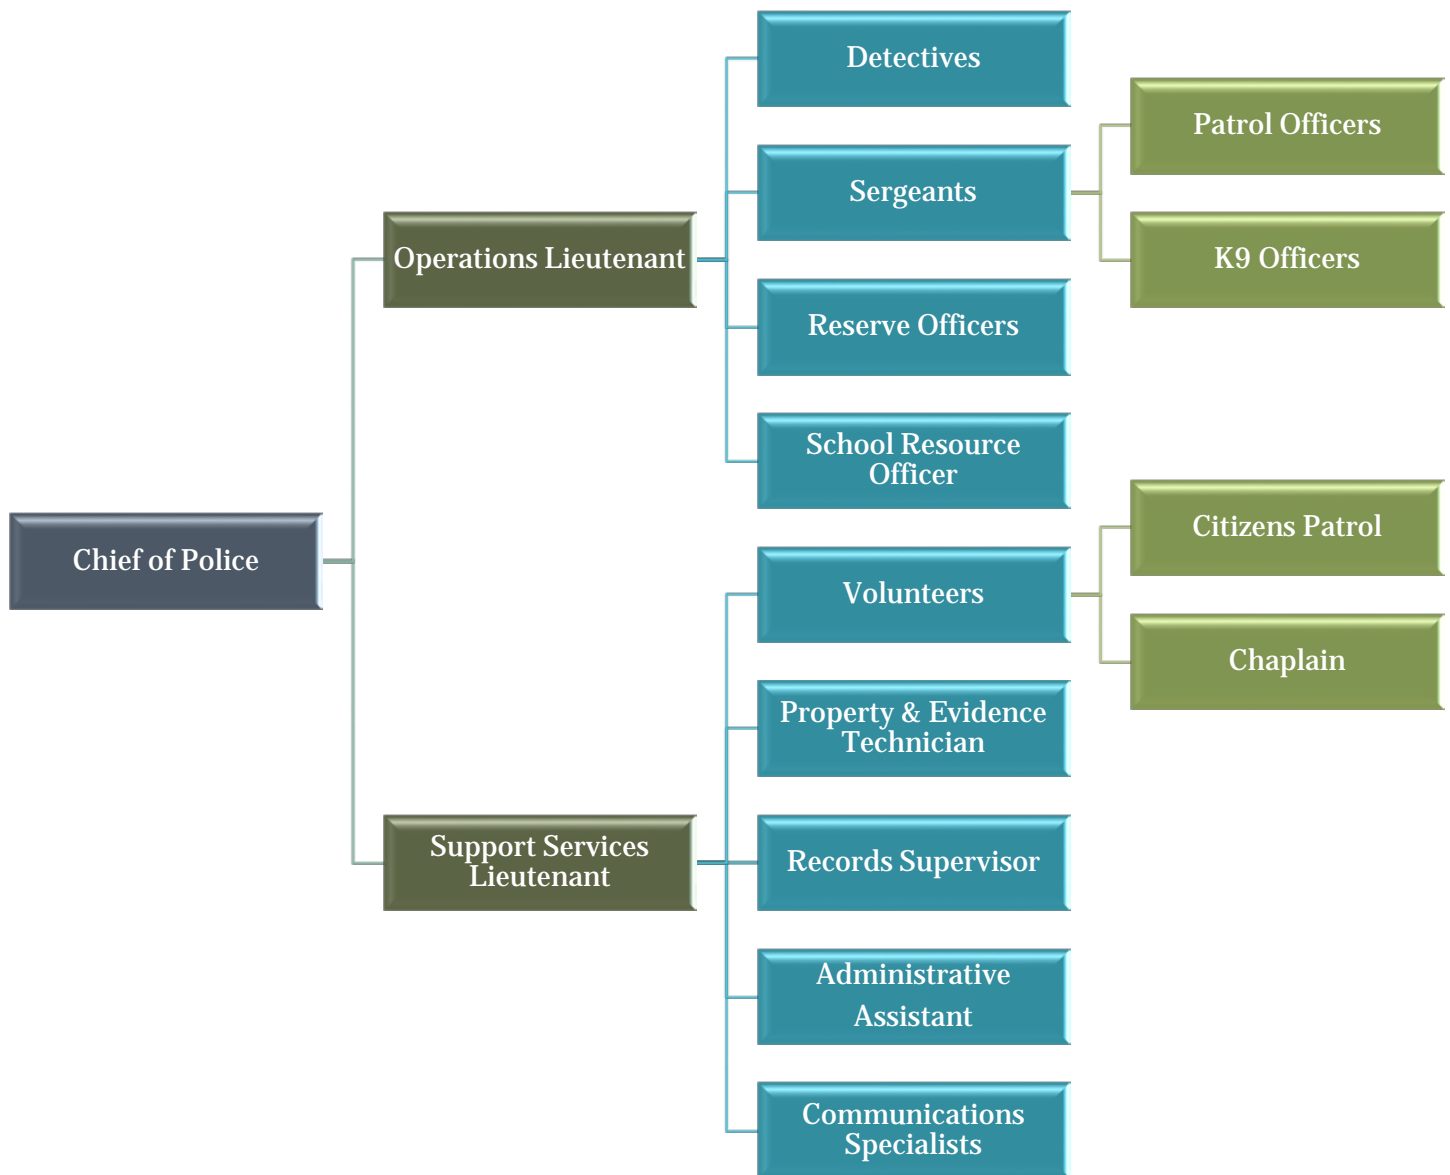 Detectives
Patrol Officers
Sergeants
Operations Lieutenant
K9 Officers
Reserve Officers
School Resource
Officer
Chief of Police
Citizens Patrol
Volunteers
Chaplain
Property & Evidence
Technician
Support Services
Lieutenant
Records Supervisor
Administrative
Assistant
Communications
Specialists